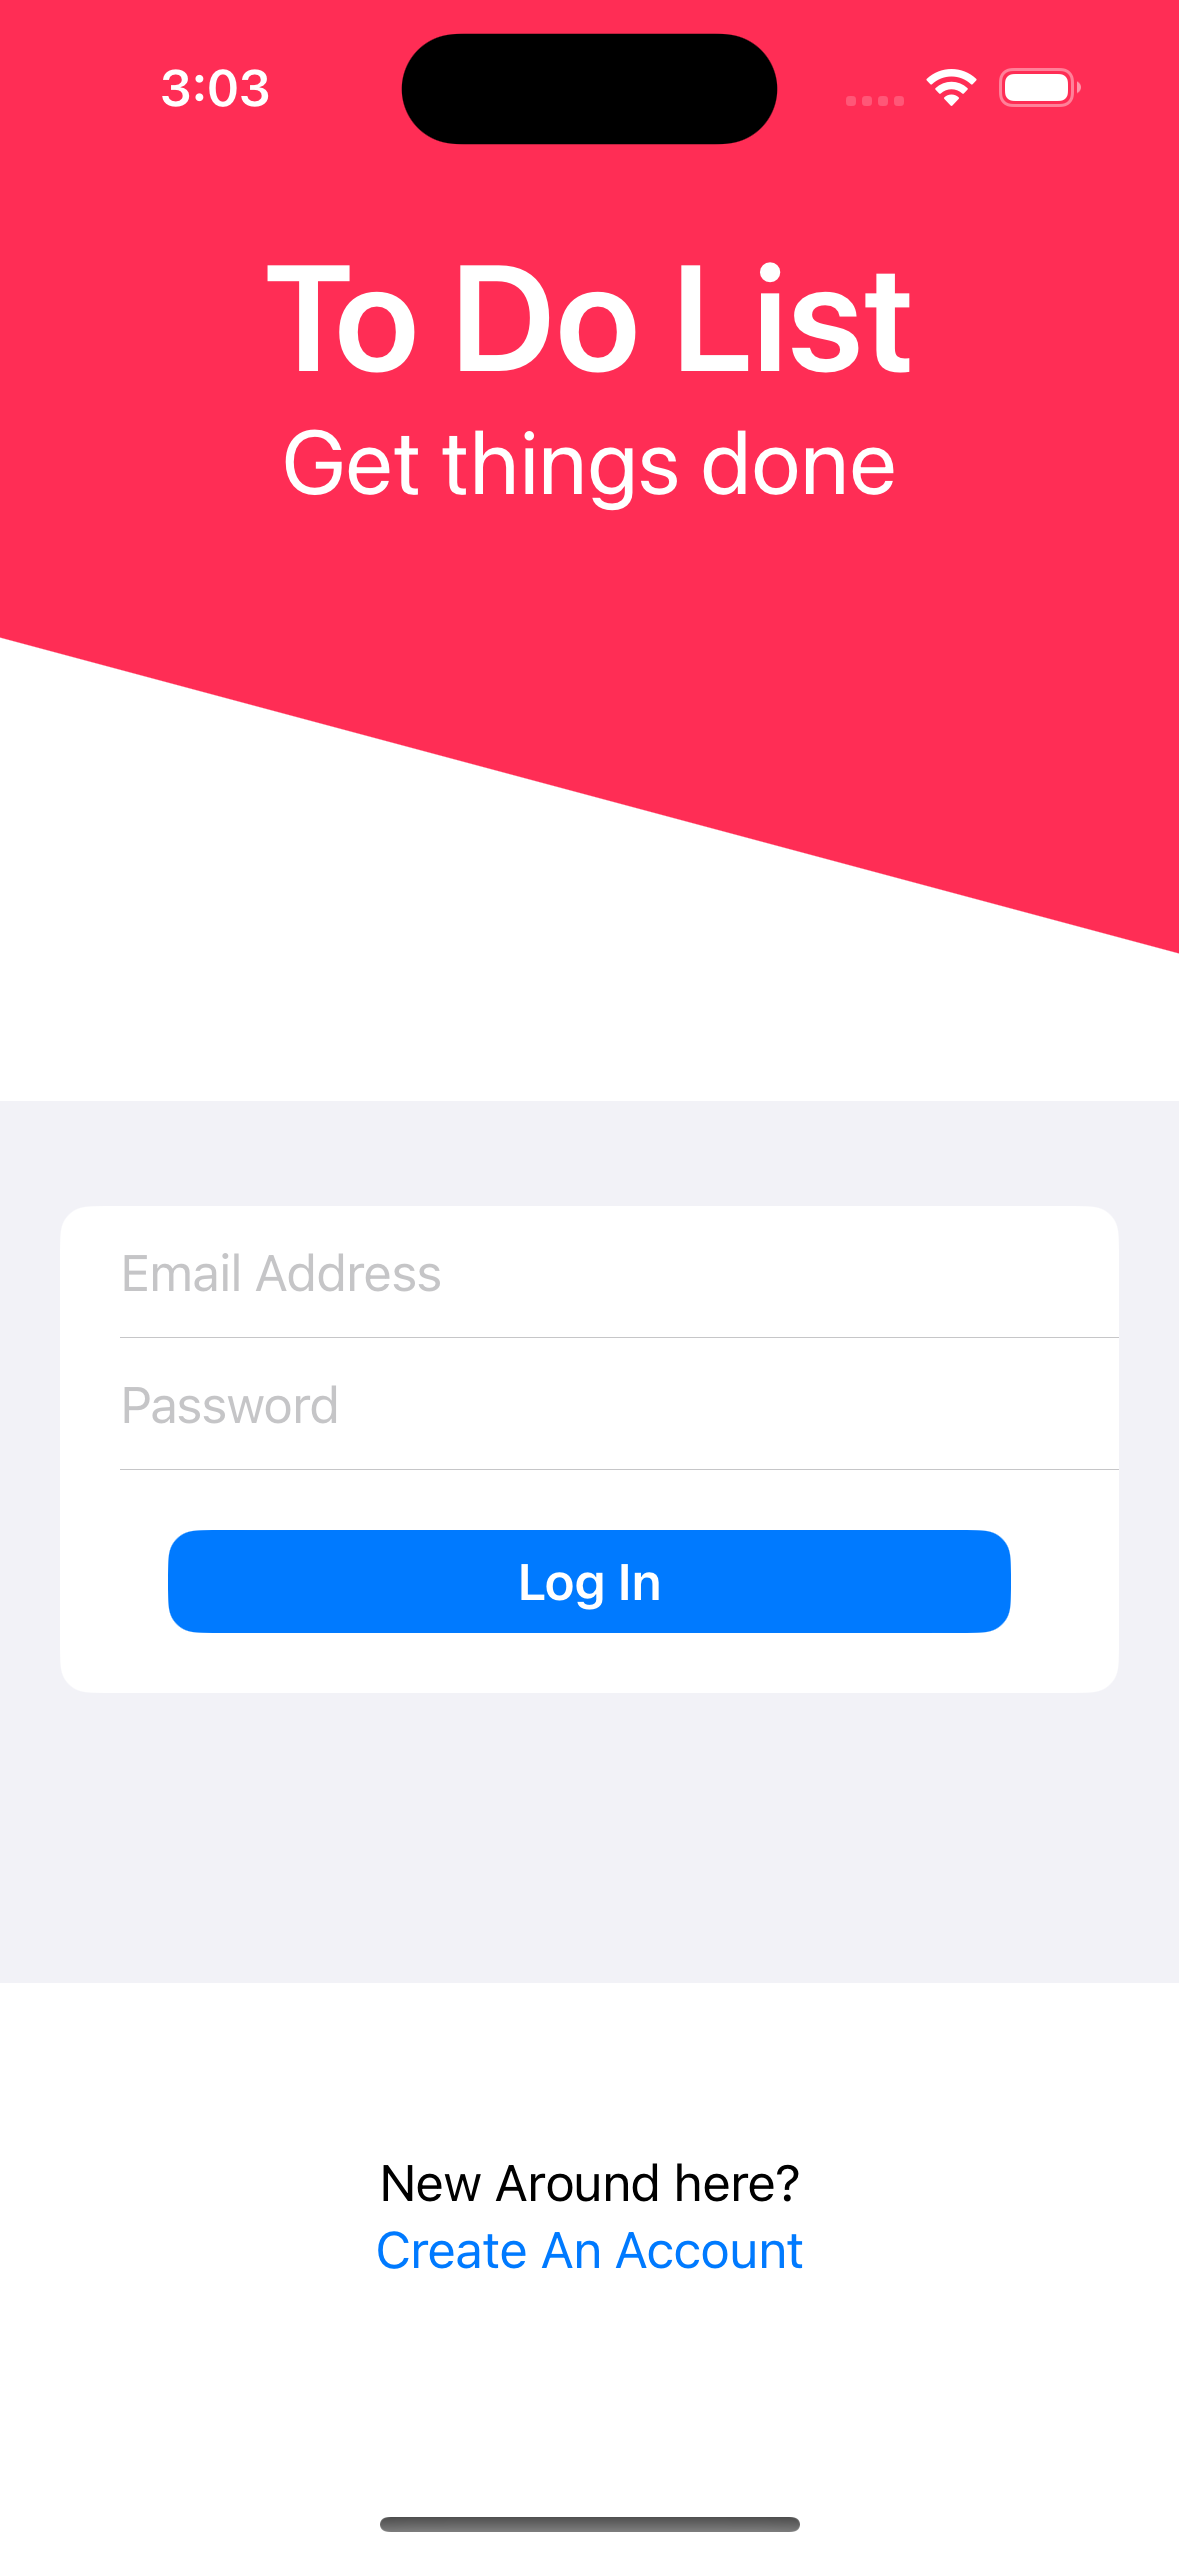 3:03
To Do List
Get things done
Email Address
Password
Log In
New Around here?
Create An Account